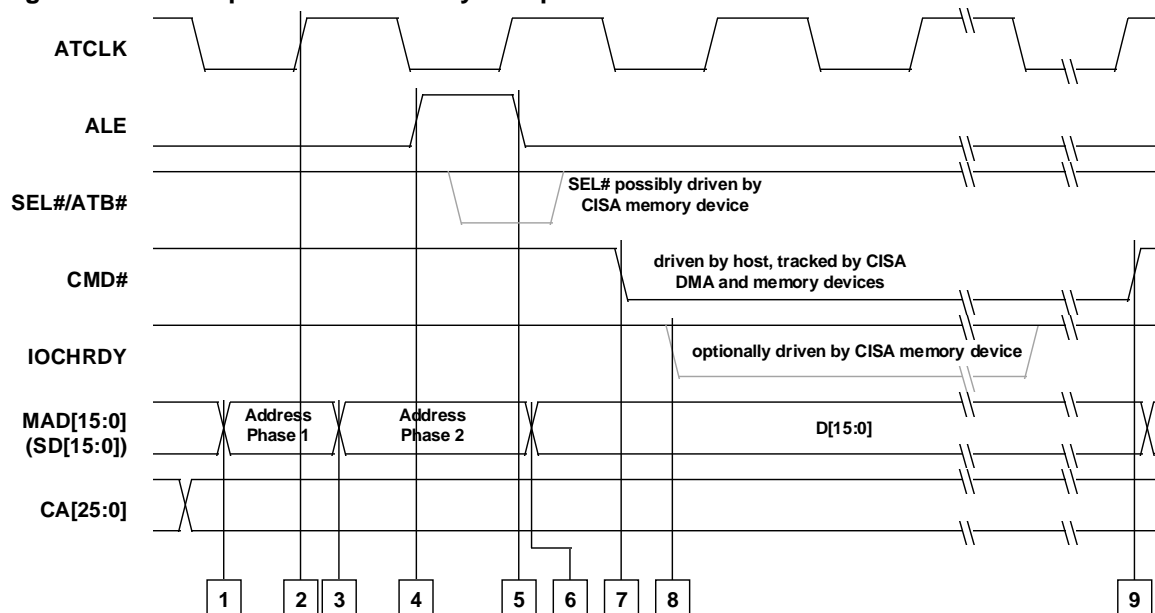 ATCLK
ALE
SEL#/ATB#
SEL# possibly driven by
CISA memory device
CMD#
driven by host, tracked by CISA
DMA and memory devices
IOCHRDY
optionally driven by CISA memory device
MAD[15:0]
(SD[15:0])
Address
Phase 1
Address
Phase 2
D[15:0]
CA[25:0]
1 2 3 4 5 6 7 8 9